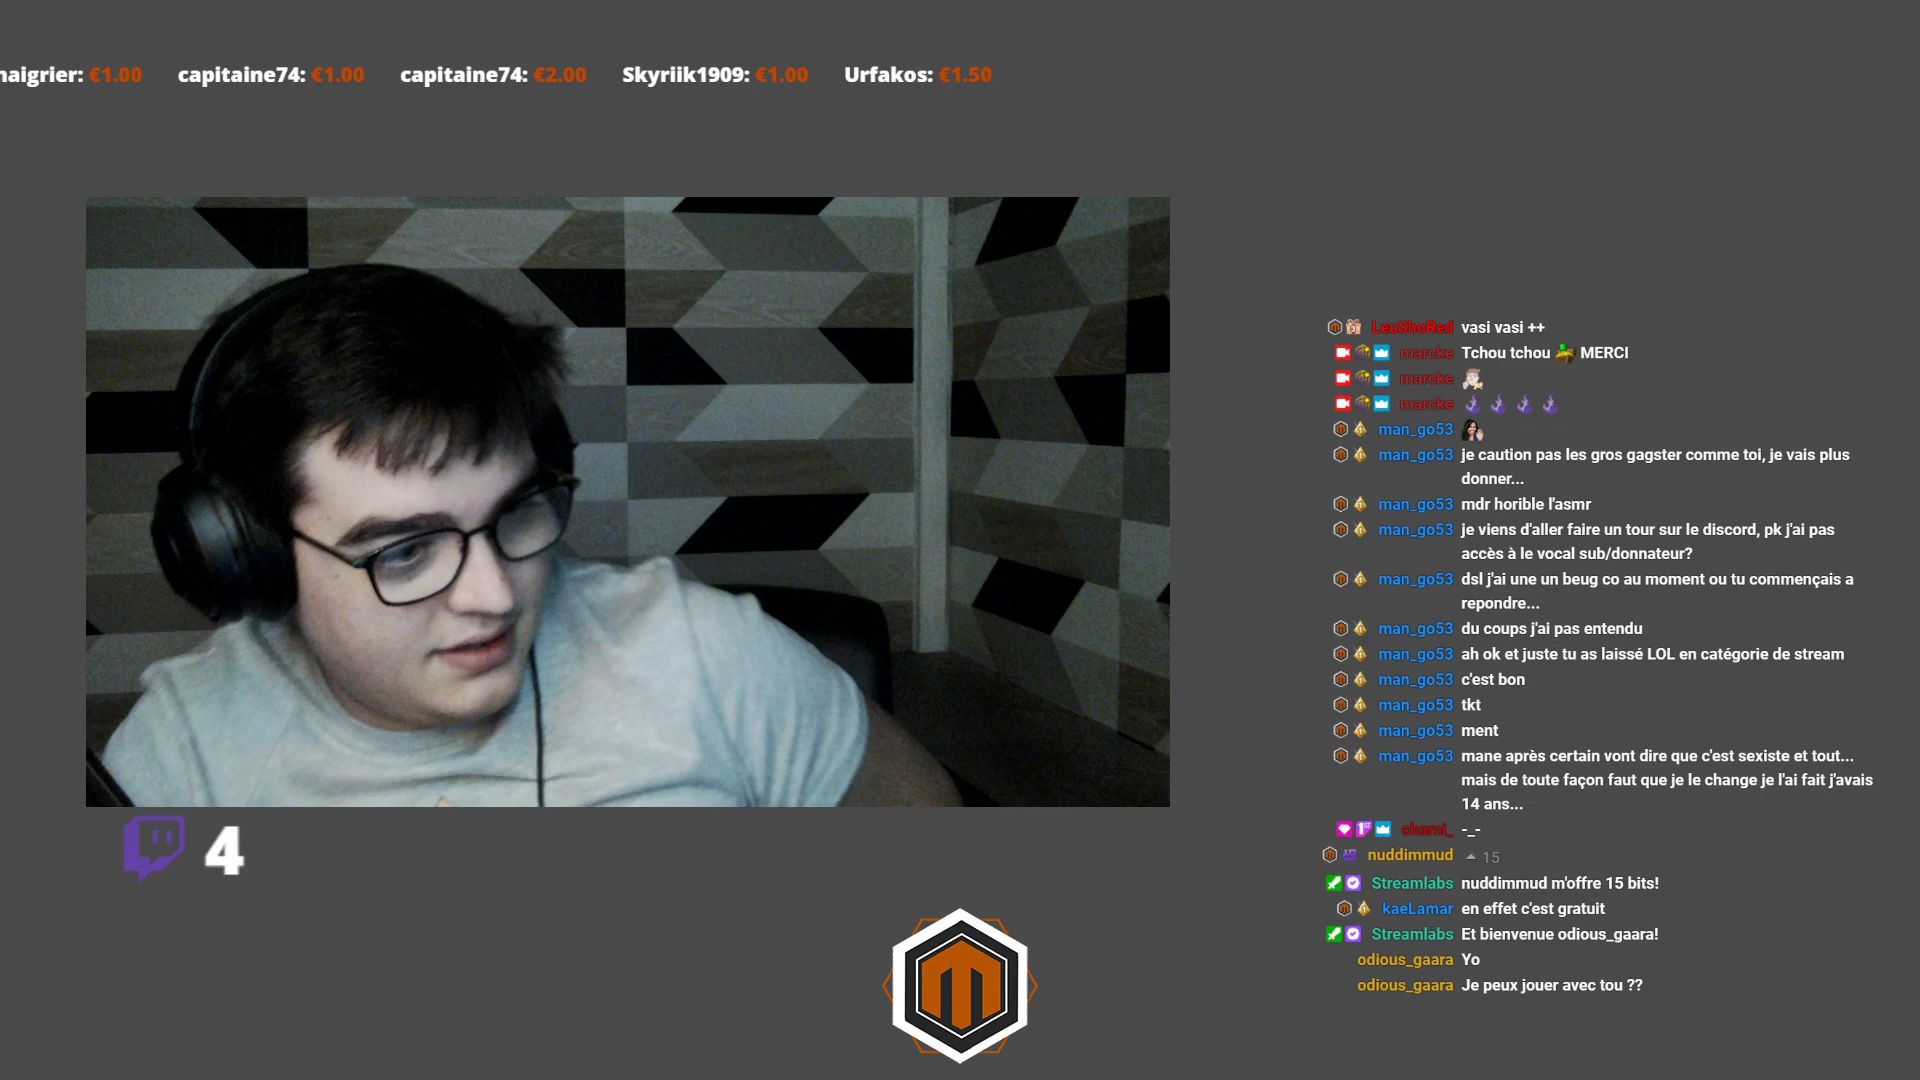 naigrier: €1.00 capitaine74: €1.00 capitaine74: €2.00 Skyriik1909: €1.00 Urfakos: €1.50
LeuShoRed vasi vasi ++
marcke Tchou tchou MERCI
marcke
marcke
man_go53
man_go53 je caution pas les gros gagster comme toi, je vais plus
donner...
man_go53 mdr horrible l'asmr
man_go53 je viens d'aller faire un tour sur le discord, pk j'ai pas
accès à le vocal sub/donnateur?
man_go53 dsl j'ai une un beug co au moment ou tu commençais a
repondre...
man_go53 du coups j'ai pas entendu
man_go53 ah ok et juste tu as laissé LOL en catégorie de stream
man_go53 c'est bon
man_go53 tkt
man_go53 ment
man_go53 mane après certain vont dire que c'est sexiste et tout...
mais de toute façon faut que je le change je l'ai fait j'avais
14 ans...
charni_ -_-
nuddimmud 15
Streamlabs nuddimmud m'offre 15 bits!
kaeLamar en effet c'est gratuit
Streamlabs Et bienvenue odious_gaara!
odious_gaara Yo
odious_gaara Je peux jouer avec tou ??
4